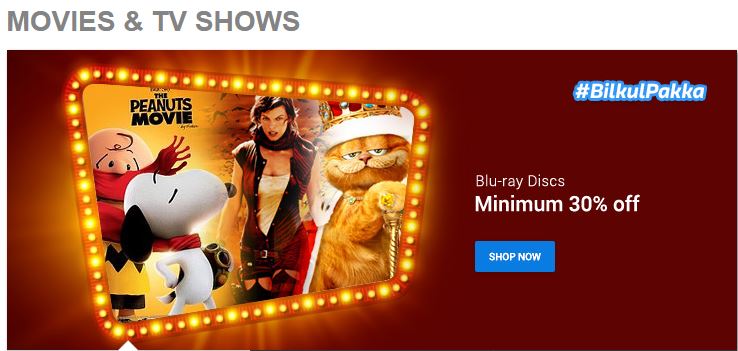 MOVIES & TV SHOWS
#BilkulPakka
THE
PEANUTS
MOVIE
Blu-ray Discs
Minimum 30% off
SHOP NOW